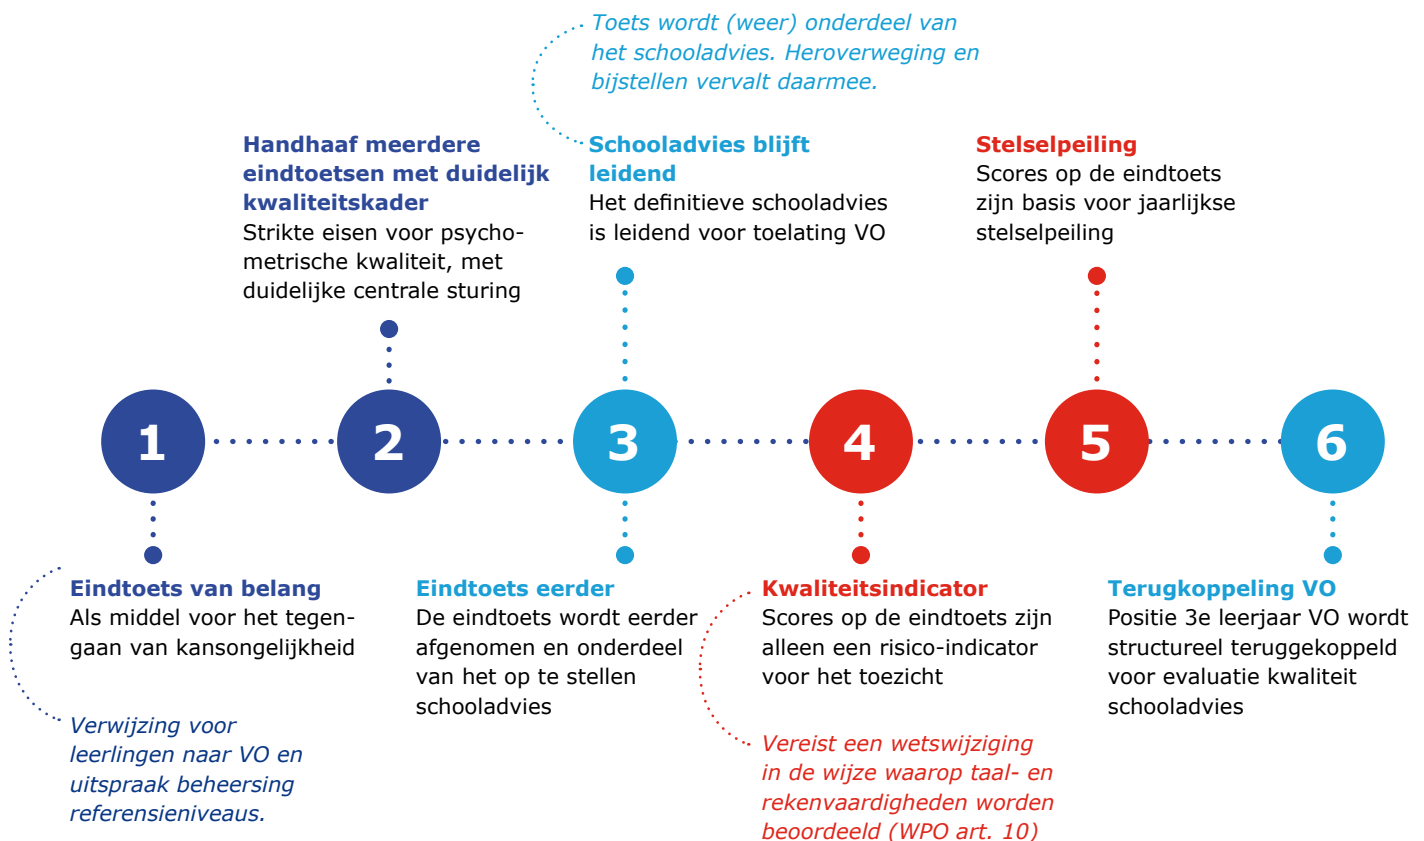 Toets wordt (weer) onderdeel van
het schooladvies. Heroverweging en
bijstellen vervalt daarmee.
Handhaaf meerdere
eindtoetsen met duidelijk
kwaliteitskader
Strikte eisen voor psycho-
metrische kwaliteit, met
duidelijke centrale sturing
Schooladvies blijft
leidend
Het definitieve schooladvies
is leidend voor toelating VO
Stelselpeiling
Scores op de eindtoets
zijn basis voor jaarlijkse
stelselpeiling
1
2
3
4
5
6
Eindtoets van belang
Als middel voor het tegen-
gaan van kansongelijkheid
Verwijzing voor
leerlingen naar VO en
uitspraak beheersing
referensieniveaus.
Eindtoets eerder
De eindtoets wordt eerder
afgenomen en onderdeel
van het op te stellen
schooladvies
Kwaliteitsindicator
Scores op de eindtoets zijn
alleen een risico-indicator
voor het toezicht
Vereist een wetswijziging
in de wijze waarop taal- en
rekenvaardigheden worden
beoordeeld (WPO art. 10)
Terugkoppeling VO
Positie 3e leerjaar VO wordt
structureel teruggekoppeld
voor evaluatie kwaliteit
schooladvies